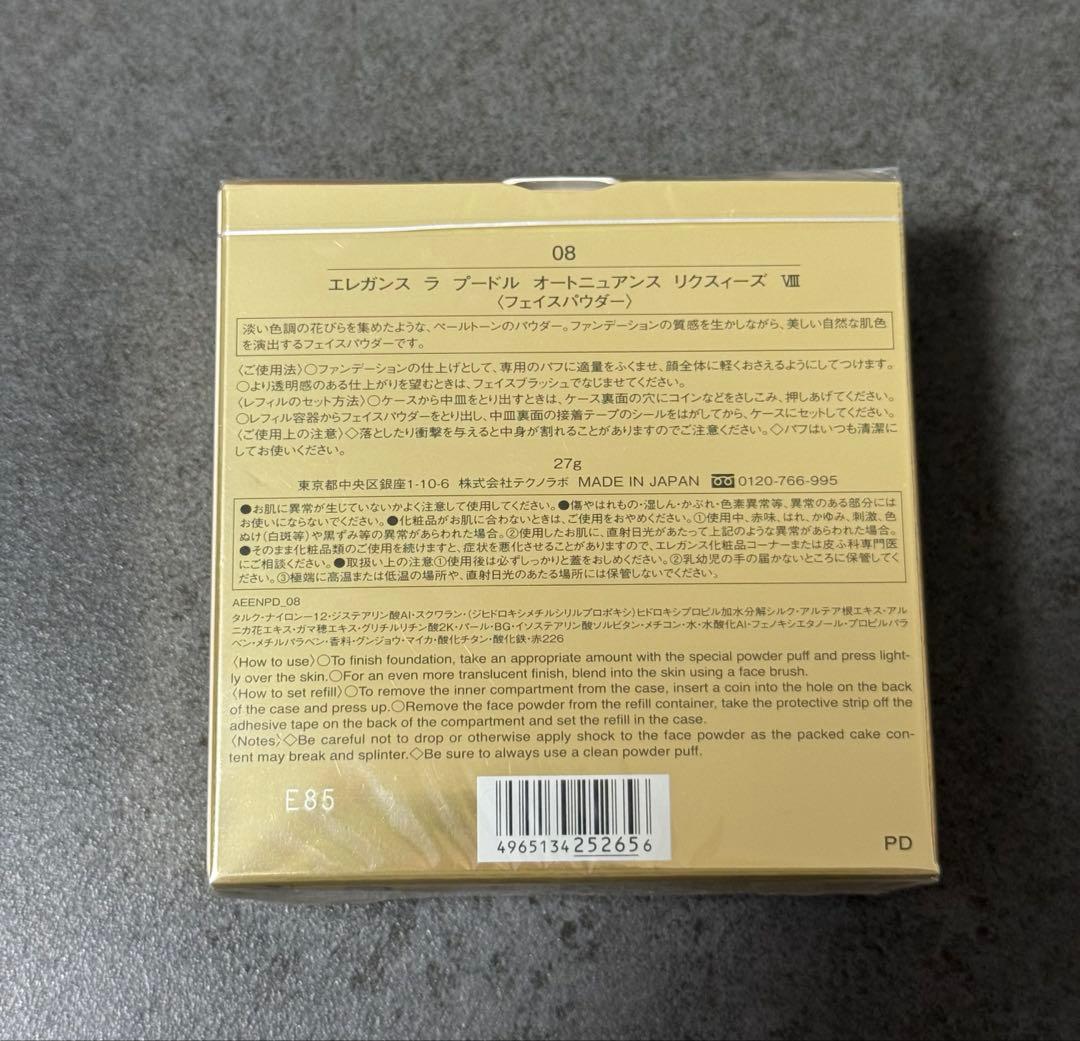 08
エレガンス ラ プードル オートニュアンス リクスィーズ Ⅷ
〈フェイスパウダー〉
淡い色調の花びらを集めたような、ペールトーンのパウダー。ファンデーションの質感を生かしながら、美しい自然な肌色
を演出するフェイスパウダーです。
〈ご使用法〉○ファンデーションの仕上げとして、専用のパフに適量をふくませ、顔全体に軽くおさえるようにしてつけます。
○より透明感のある仕上がりを望むときは、フェイスブラッシュでなじませてください。
〈レフィルのセット方法〉○ケースから中皿をとり出すときは、ケース裏面の穴にコインなどをさしこみ、押しあげてください。
○レフィル容器からフェイスパウダーをとり出し、中皿裏面の接着テープのシールをはがしてから、ケースにセットしてください。
〈ご使用上の注意〉◇落としたり衝撃を与えると中身が割れることがありますのでご注意ください。◇パフはいつも清潔に
してお使いください。
27g
東京都中央区銀座1-10-6 株式会社テクノラボ MADE IN JAPAN 0120-766-995
●お肌に異常が生じていないかよく注意して使用してください。●傷やはれもの・湿しん・かぶれ・色素異常等、異常のある部分には
お使いにならないでください。●化粧品がお肌に合わないときは、ご使用をおやめください。①使用中、赤味、はれ、かゆみ、刺激、色
ぬけ(白斑等)や黒ずみ等の異常があらわれた場合。②使用したお肌に、直射日光があたって上記のような異常があらわれた場合。
●そのまま化粧品類のご使用を続けますと、症状を悪化させることがありますので、エレガンス化粧品コーナーまたは皮ふ科専門医
にご相談ください。●取扱い上の注意①使用後は必ずしっかりと蓋をおしめください。②乳幼児の手の届かないところに保管してく
ださい。③極端に高温または低温の場所や、直射日光のあたる場所には保管しないでください。
AEENPD_08
タルク・ナイロン-12・ジステアリン酸Al・スクワラン・(ジヒドロキシメチルシリルプロポキシ)ヒドロキシプロピル加水分解シルク・アルテア根エキス・アル
ニカ花エキス・ガマ穂エキス・グリチルリチン酸2K・パール・BG・イソステアリン酸ソルビタン・メチコン・水・水酸化Al・フェノキシエタノール・プロピルパラ
ベン・メチルパラベン・香料・グンジョウ・マイカ・酸化チタン・酸化鉄・赤226
〈How to use〉○To finish foundation, take an appropriate amount with the special powder puff and press light-
ly over the skin.○For an even more translucent finish, blend into the skin using a face brush.
〈How to set refill〉○To remove the inner compartment from the case, insert a coin into the hole on the back
of the case and press up.○Remove the face powder from the refill container, take the protective strip off the
adhesive tape on the back of the compartment and set the refill in the case.
〈Notes〉◇Be careful not to drop or otherwise apply shock to the face powder as the packed cake con-
tent may break and splinter.◇Be sure to always use a clean powder puff.
E85
4965134252656
PD